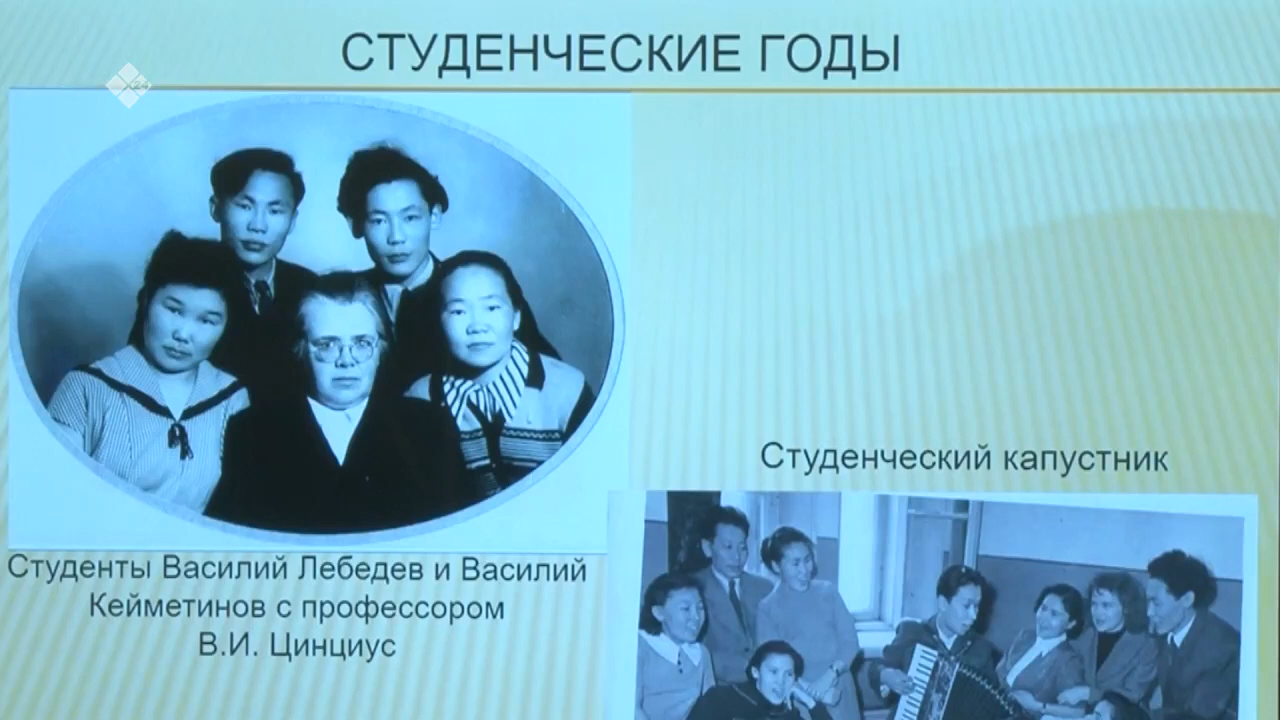 СТУДЕНЧЕСКИЕ ГОДЫ
Студенческий капустник
Студенты Василий Лебедев и Василий
Кейметинов с профессором
В.И. Цинциус